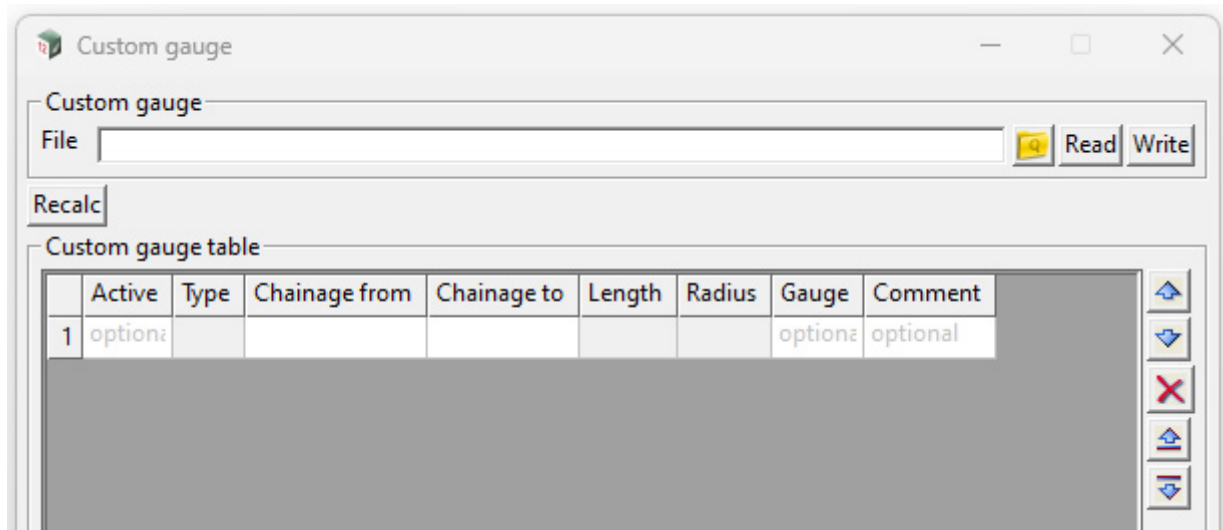 Custom gauge
Custom gauge
File Read Write
Recalc
Custom gauge table
Active Type Chainage from Chainage to Length Radius Gauge Comment
1 optiona optiona optional